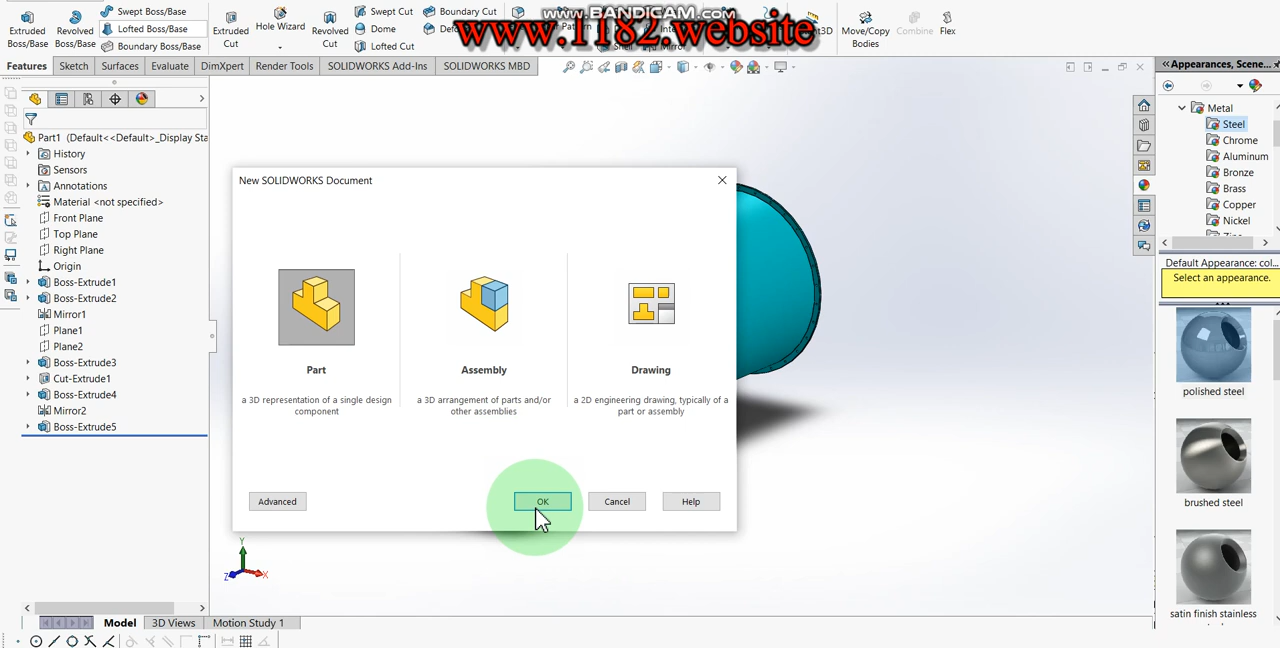 Swept Boss/Base
Boundary Cut
www.BANDICAM.com
www.1182.website
Extruded Boss/Base
Revolved Boss/Base
Lofted Boss/Base
Boundary Boss/Base
Extruded Cut
Hole Wizard
Revolved Cut
Swept Cut
Dome
Lofted Cut
Move/Copy Bodies
Combine
Flex
Features
Sketch
Surfaces
Evaluate
DimXpert
Render Tools
SOLIDWORKS Add-Ins
SOLIDWORKS MBD
Appearances, Scene...
Part1 (Default<<Default>_Display Sta
History
Sensors
Annotations
Material <not specified>
Front Plane
Top Plane
Right Plane
Origin
Boss-Extrude1
Boss-Extrude2
Mirror1
Plane1
Plane2
Boss-Extrude3
Cut-Extrude1
Boss-Extrude4
Mirror2
Boss-Extrude5
New SOLIDWORKS Document
Part
Assembly
Drawing
a 3D representation of a single design
component
a 3D arrangement of parts and/or
other assemblies
a 2D engineering drawing, typically of a
part or assembly
Advanced
OK
Cancel
Help
Metal
Steel
Chrome
Aluminum
Bronze
Brass
Copper
Nickel
Default Appearance: col...
Select an appearance.
polished steel
brushed steel
satin finish stainless
Y
Z
X
Model
3D Views
Motion Study 1